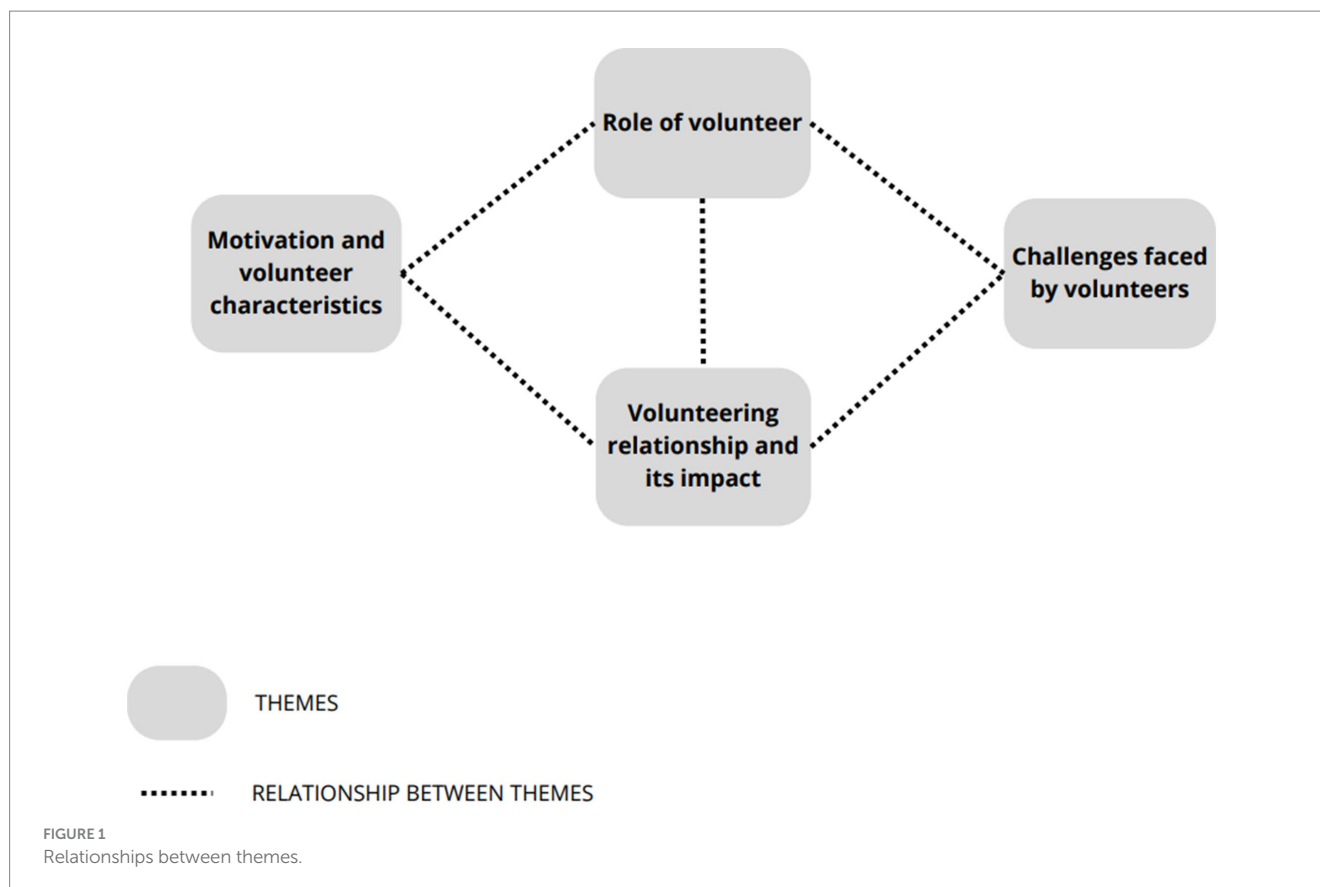 Role of volunteer
Motivation and
volunteer
characteristics
Challenges faced
by volunteers
Volunteering
relationship and
its impact
THEMES
RELATIONSHIP BETWEEN THEMES
FIGURE 1
Relationships between themes.